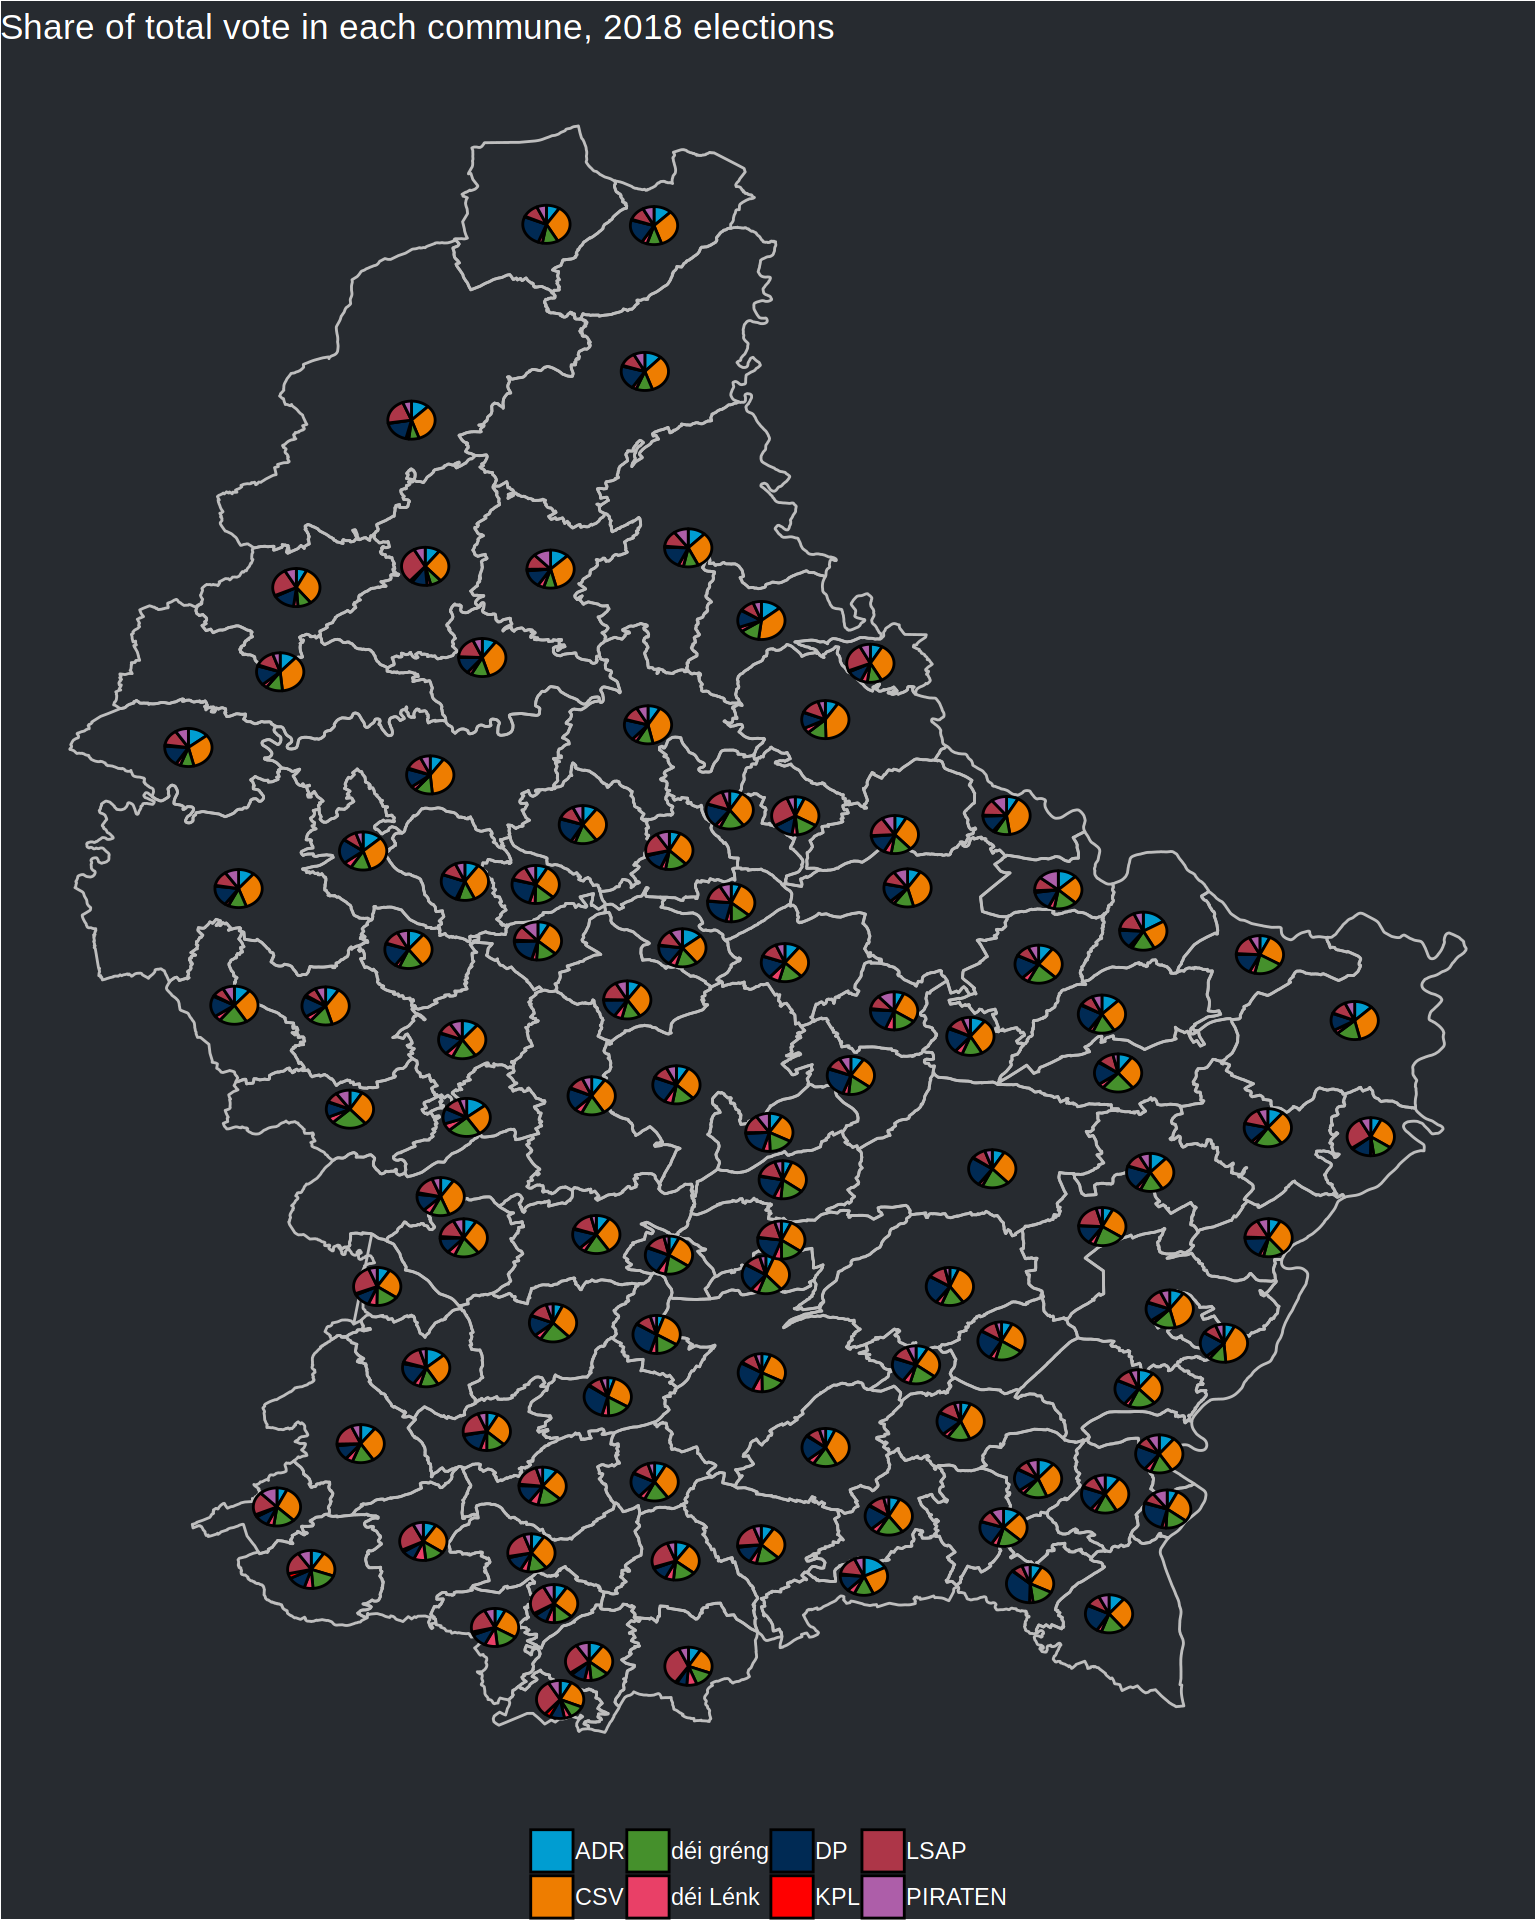 Share of total vote in each commune, 2018 elections
ADR déi gréng DP LSAP
CSV déi Lénk KPL PIRATEN